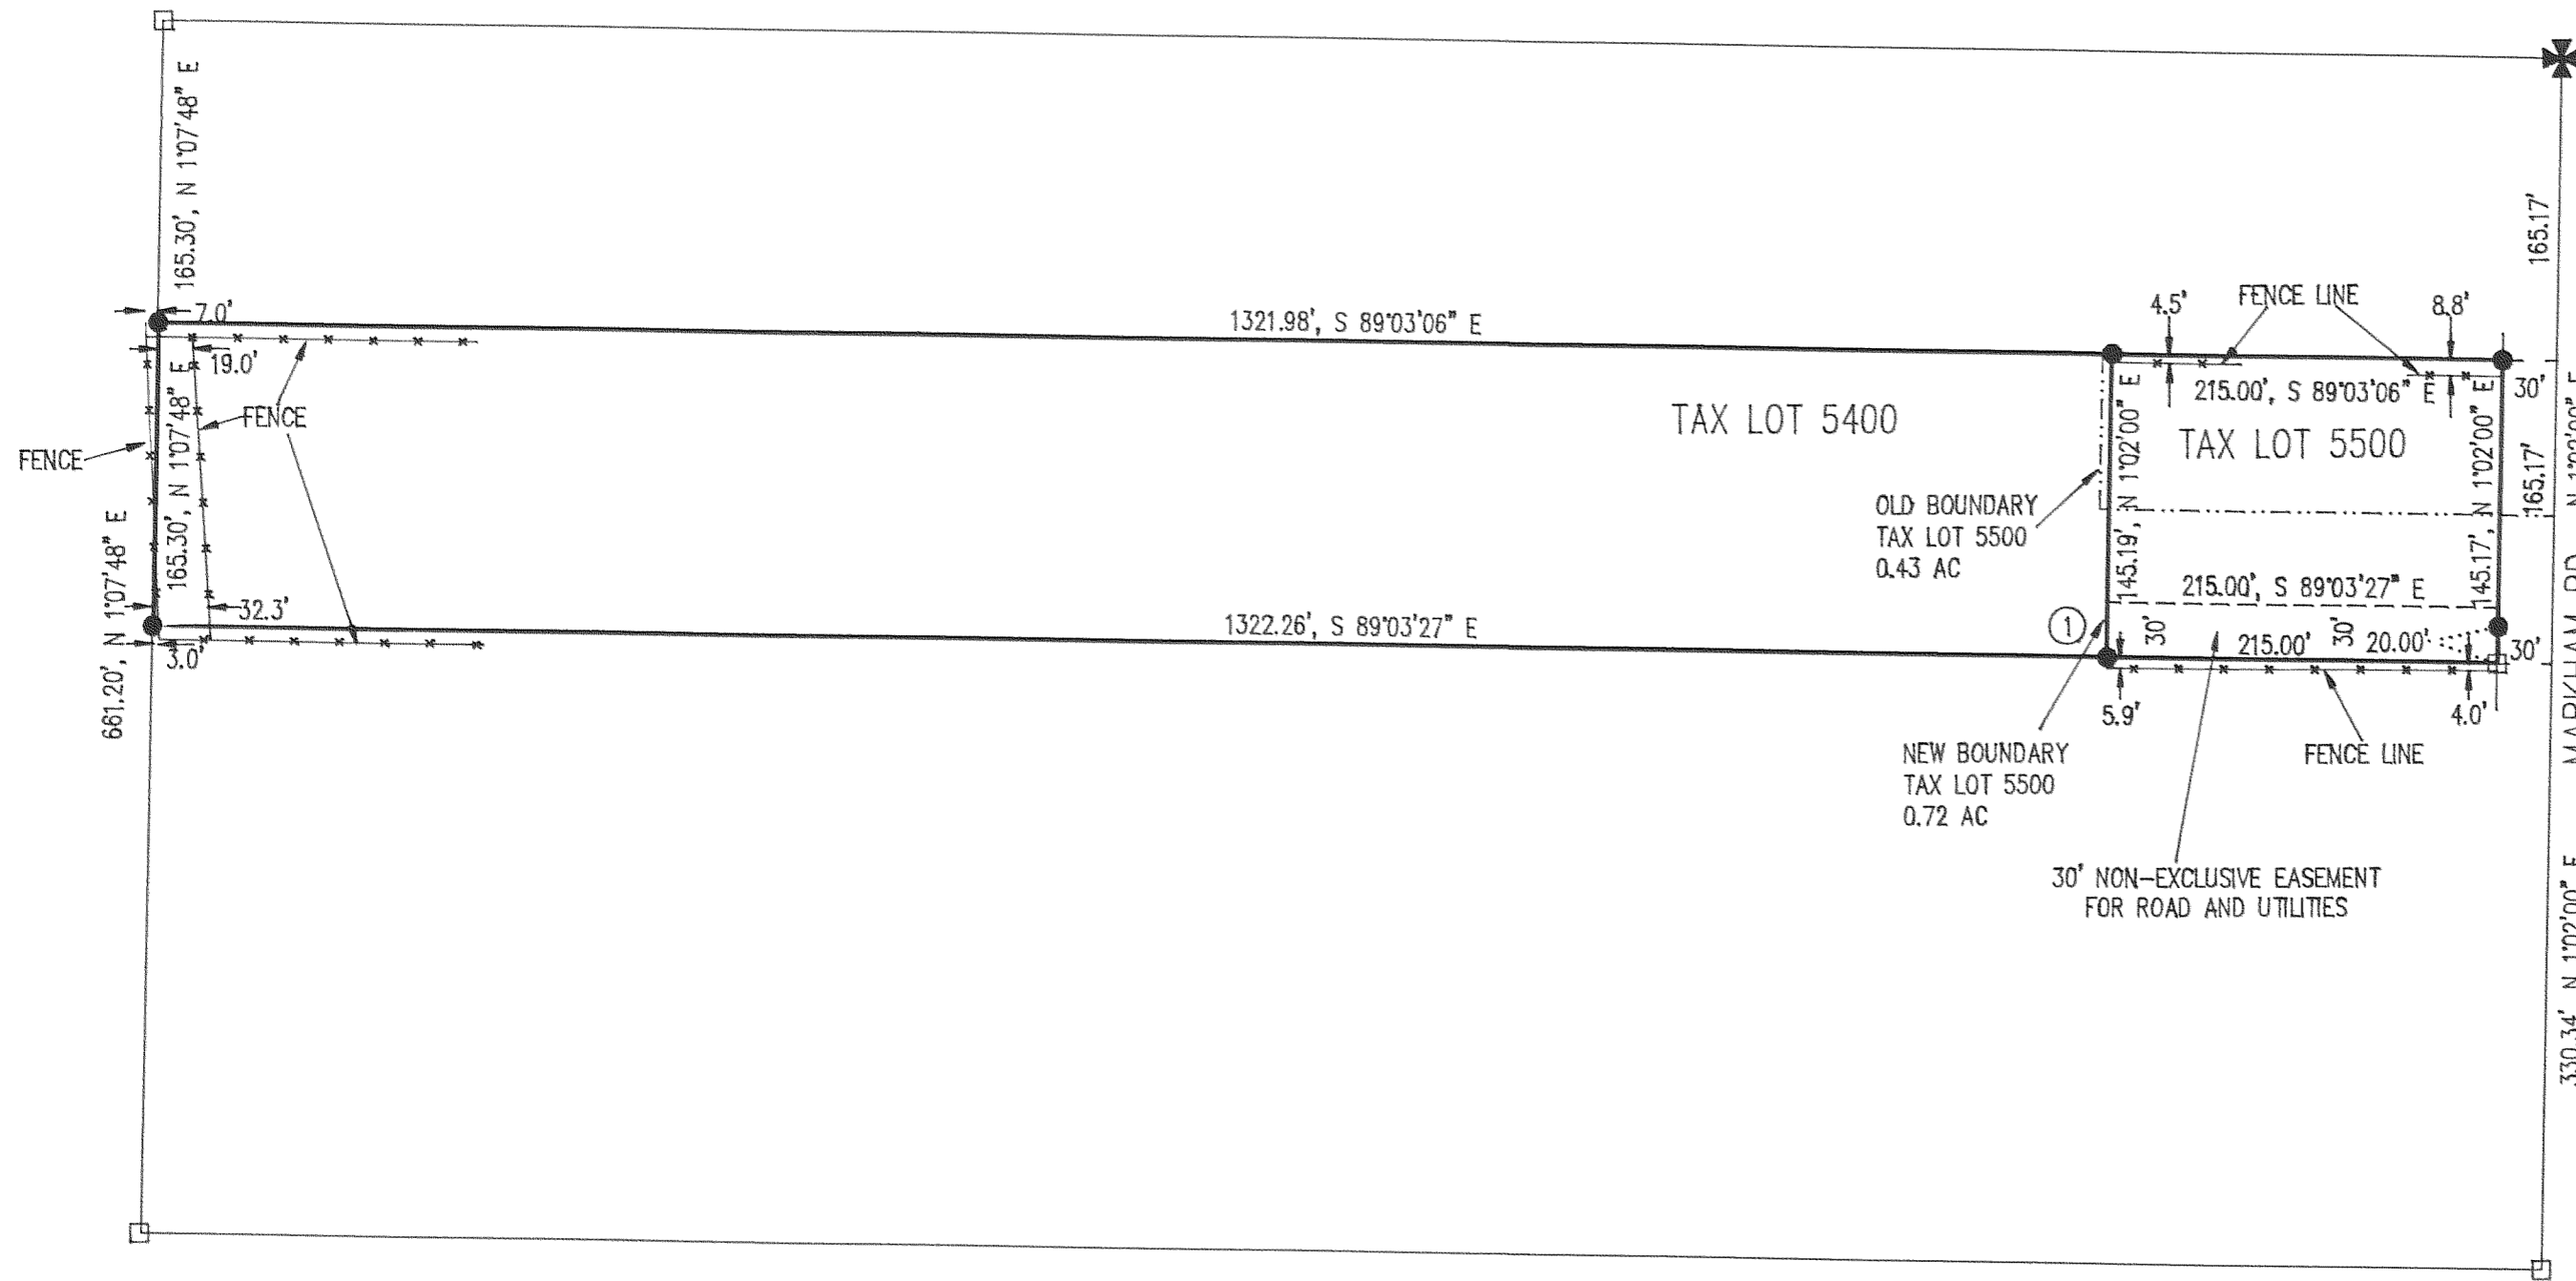 165.30', N 1°07'48" E
165.17'
7.0'
1321.98', S 89°03'06" E
4.5'
FENCE LINE
8.8'
19.0'
FENCE
FENCE
165.30', N 1°07'48" E
661.20', N 1°07'48" E
32.3'
3.0'
TAX LOT 5400
215.00', S 89°03'06" E
30'
TAX LOT 5500
OLD BOUNDARY
TAX LOT 5500
0.43 AC
145.19', N 1°02'00" E
145.17', N 1°02'00" E
165.17'
N 1°02'00" E
215.00', S 89°03'27" E
1322.26', S 89°03'27" E
1
30'
215.00'
30'
20.00'
30'
5.9'
4.0'
NEW BOUNDARY
TAX LOT 5500
0.72 AC
FENCE LINE
MARKHAM RD.
30' NON-EXCLUSIVE EASEMENT
FOR ROAD AND UTILITIES
330.34' N 1°02'00" E